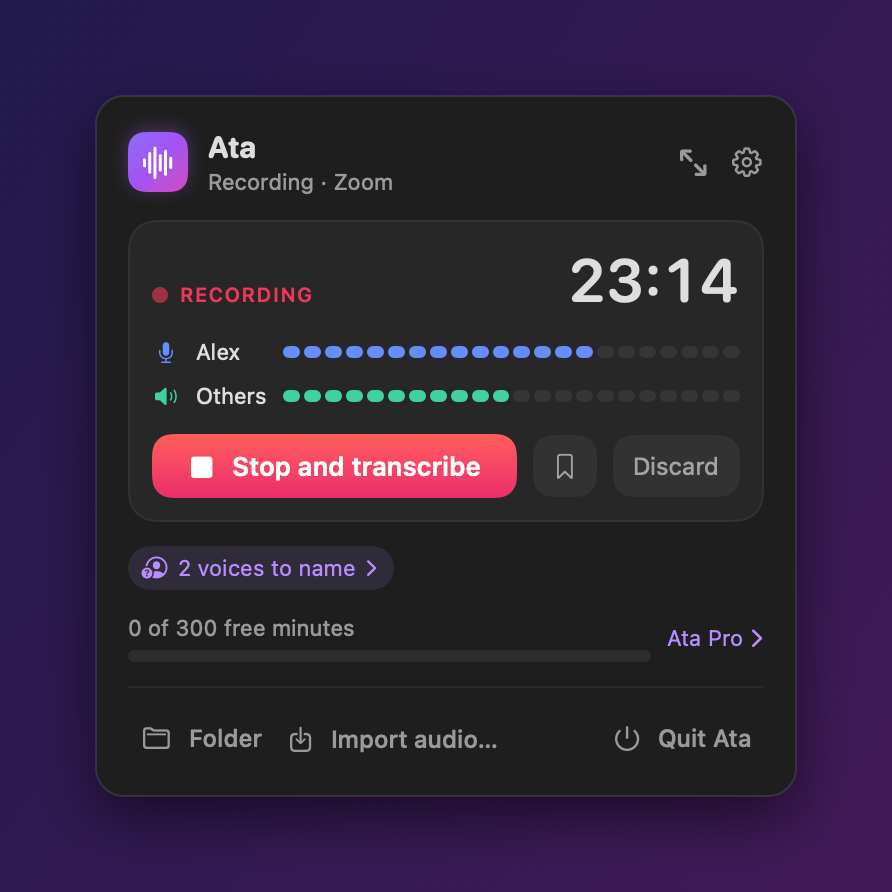 Ata
Recording · Zoom
RECORDING
23:14
Alex
Others
Stop and transcribe
Discard
2 voices to name
0 of 300 free minutes
Ata Pro
Folder
Import audio...
Quit Ata